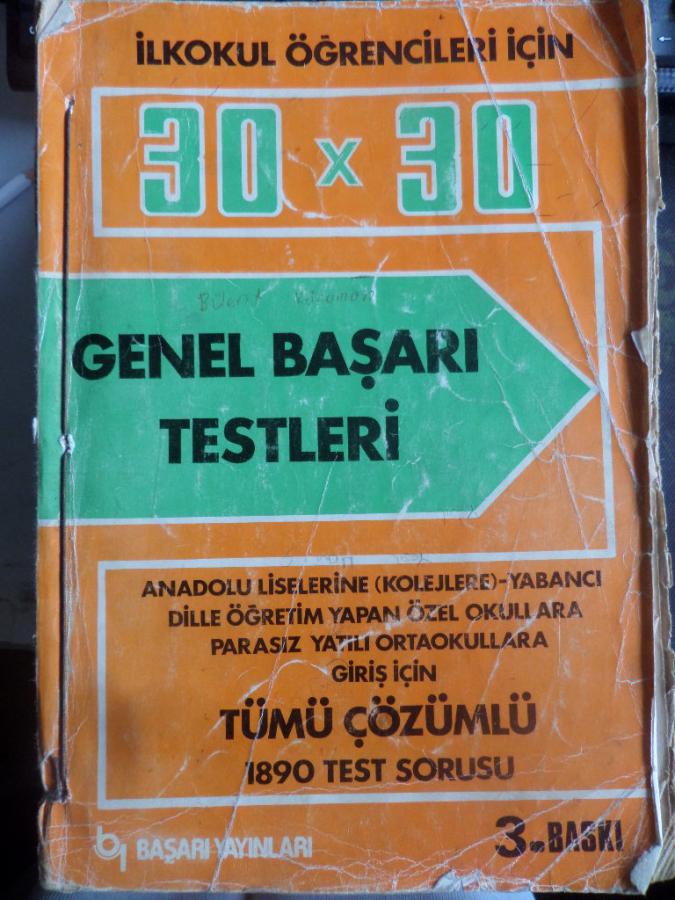 İLKOKUL ÖĞRENCİLERİ İÇİN
30 x 30
Bülent
GENEL BAŞARI
TESTLERİ
ANADOLU LİSELERİNE (KOLEJLERE)-YABANCI
DİLLE ÖĞRETİM YAPAN ÖZEL OKULLARA
PARASIZ YATILI ORTAOKULLARA
GİRİŞ İÇİN
TÜMÜ ÇÖZÜMLÜ
1890 TEST SORUSU
BAŞARI YAYINLARI
3. BASKI